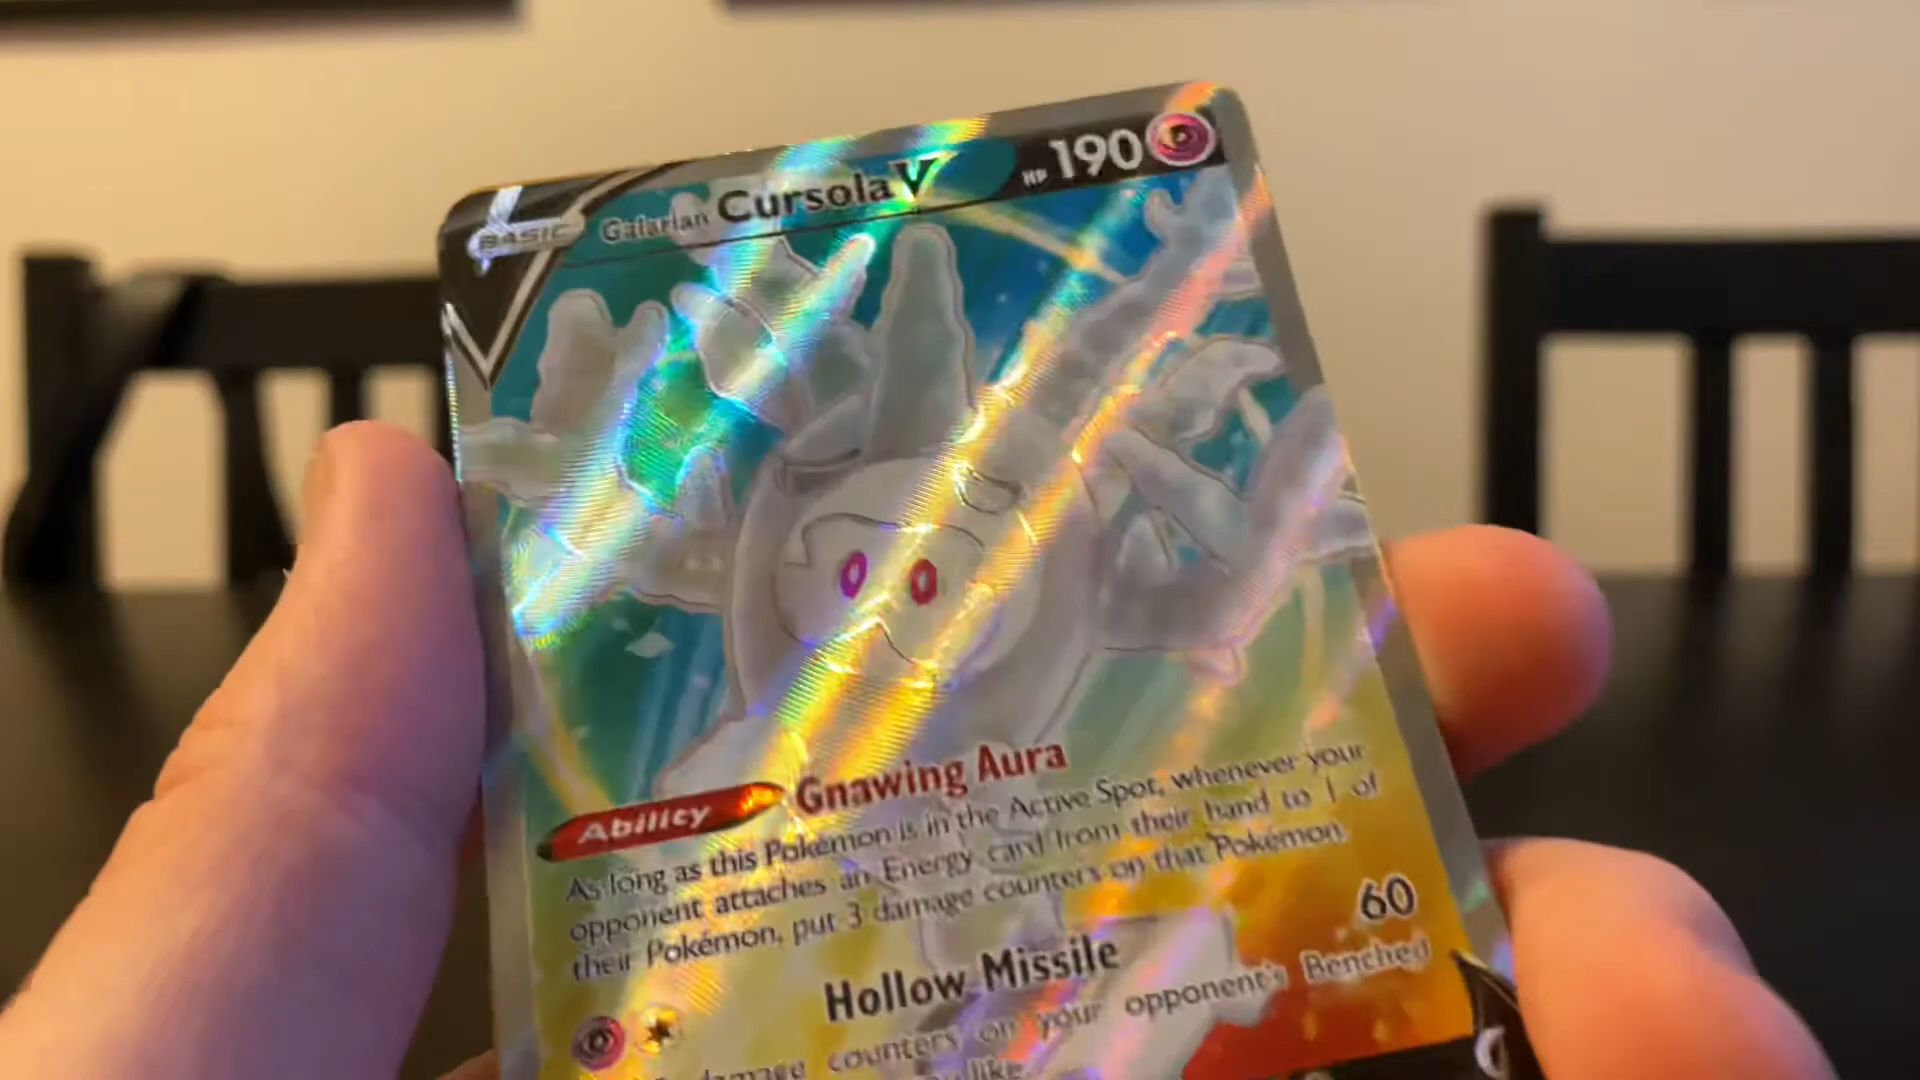 BASIC Galarian Cursola V HP 190
Ability Gnawing Aura
As long as this Pokémon is in the Active Spot, whenever your
opponent attaches an Energy card from their hand to 1 of
their Pokémon, put 3 damage counters on that Pokémon.
Hollow Missile 60
damage counters on your opponent's Benched
like.